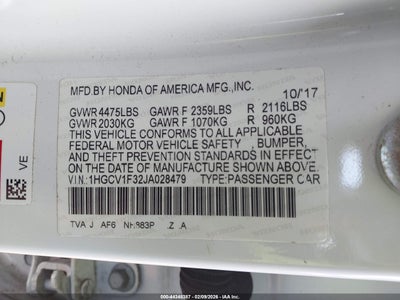 MFD BY HONDA OF AMERICA MFG.,INC. 10/17
GVWR 4475LBS GAWR F 2359LBS R 2116LBS
GVWR 2030KG GAWR F 1070KG R 960KG
THIS VEHICLE CONFORMS TO ALL APPLICABLE
FEDERAL MOTOR VEHICLE SAFETY , BUMPER,
AND THEFT PREVENTION STANDARDS IN EFFECT
ON THE DATE OF MANUFACTURE SHOWN ABOVE.
VIN:1HGCV1F32JA028479 TYPE:PASSENGER CAR
TVA J AF6 NH883P Z A
VE
000-44348387 - 02/09/2026 - IAA